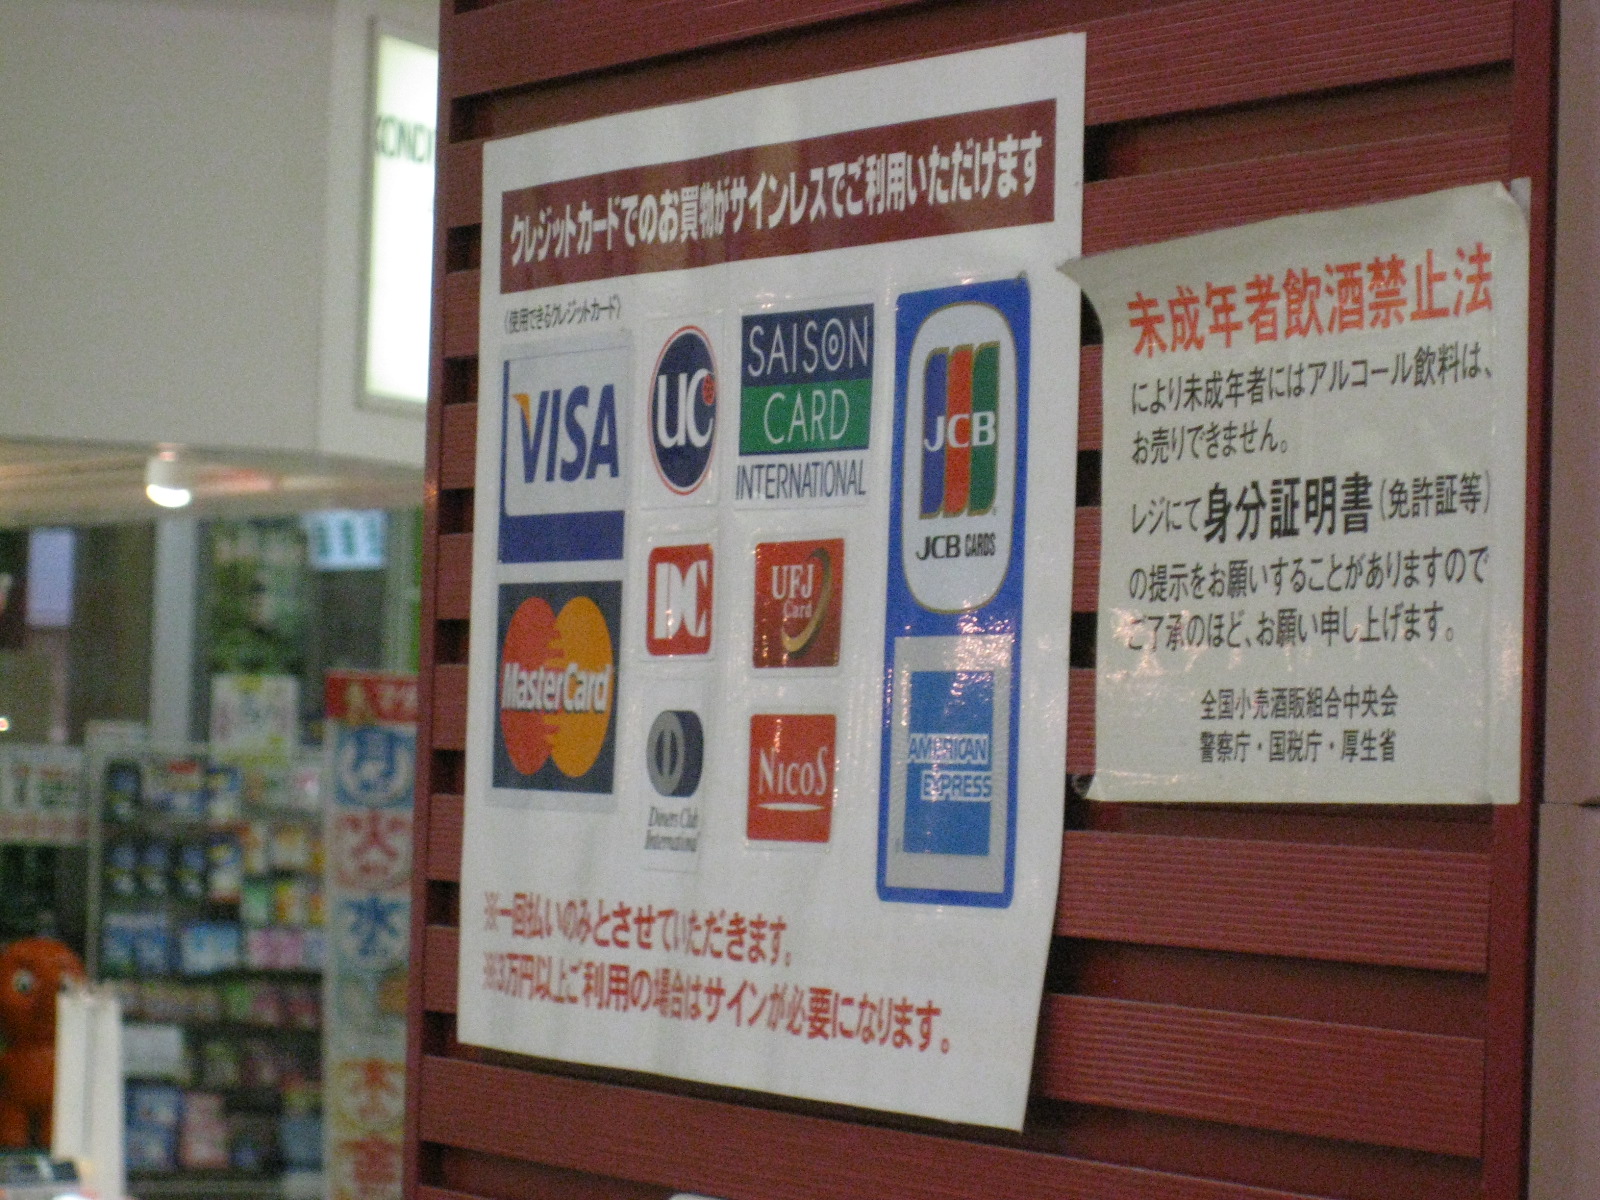 クレジットカードでのお買物がサインレスでご利用いただけます
(使用できるクレジットカード)
VISA
UC
SAISON
CARD
INTERNATIONAL
JCB
JCB CARDS
MasterCard
DC
UFJ
Card
Diners Club
International
NICOS
AMERICAN
EXPRESS
※一回払いのみとさせていただきます。
※3万円以上ご利用の場合はサインが必要になります。
未成年者飲酒禁止法
により未成年者にはアルコール飲料は、
お売りできません。
レジにて身分証明書(免許証等)
の提示をお願いすることがありますので
ご了承のほど、お願い申し上げます。
全国小売酒販組合中央会
警察庁・国税庁・厚生省
月
火
水
木
金